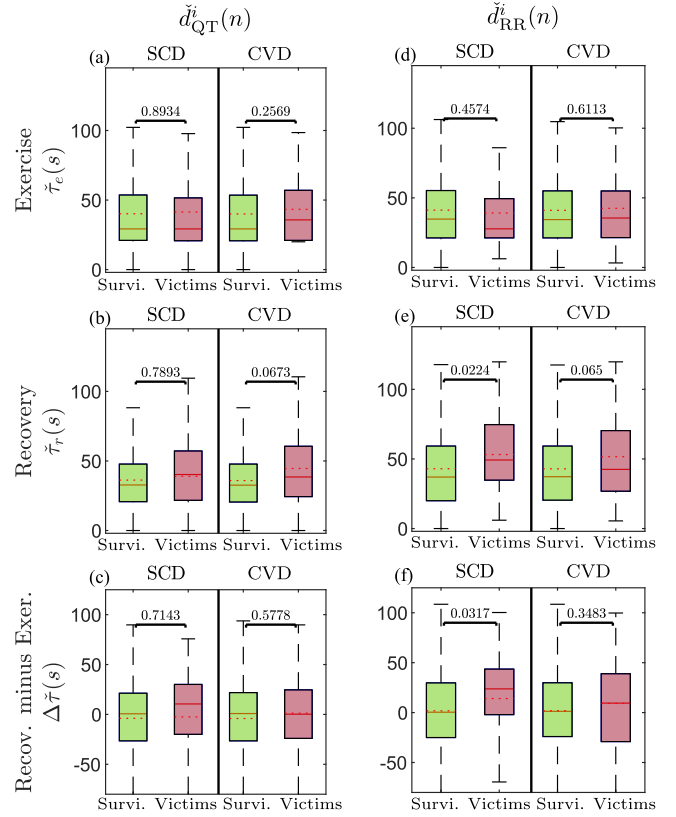 ď̌ⁱ_QT(n) ď̌ⁱ_RR(n)
(a) SCD CVD
0.8934 0.2569
100
50
0
Survi. Victims Survi. Victims
Exercise
τ̌_e(s)
(d) SCD CVD
0.4574 0.6113
100
50
0
Survi. Victims Survi. Victims
(b) SCD CVD
0.7893 0.0673
100
50
0
Survi. Victims Survi. Victims
Recovery
τ̌_r(s)
(e) SCD CVD
0.0224 0.065
100
50
0
Survi. Victims Survi. Victims
(c) SCD CVD
0.7143 0.5778
100
50
0
-50
Survi. Victims Survi. Victims
Recov. minus Exer.
Δτ̌(s)
(f) SCD CVD
0.0317 0.3483
100
50
0
-50
Survi. Victims Survi. Victims